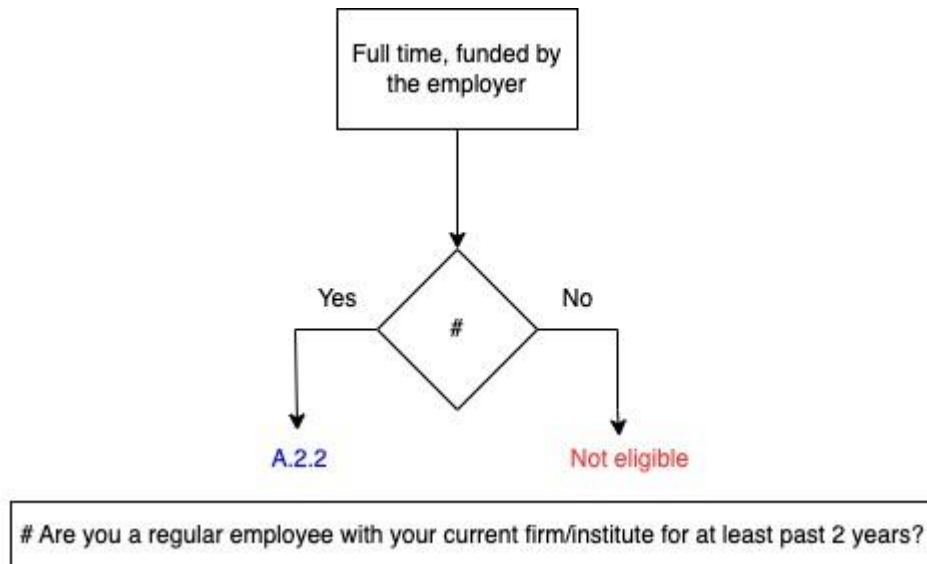 Full time, funded by
the employer
Yes
No
#
A.2.2
Not eligible
# Are you a regular employee with your current firm/institute for at least past 2 years?